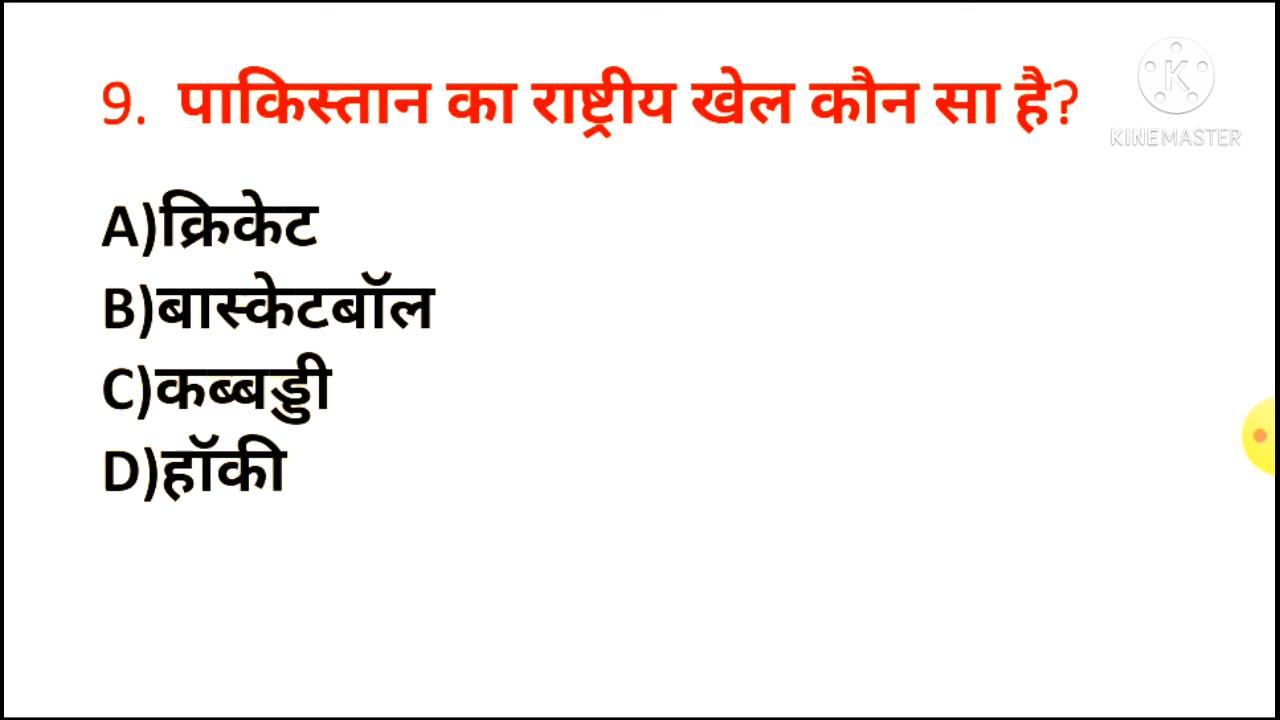 9. पाकिस्तान का राष्ट्रीय खेल कौन सा है?
KINEMASTER
A)क्रिकेट
B)बास्केटबॉल
C)कब्बड्डी
D)हॉकी